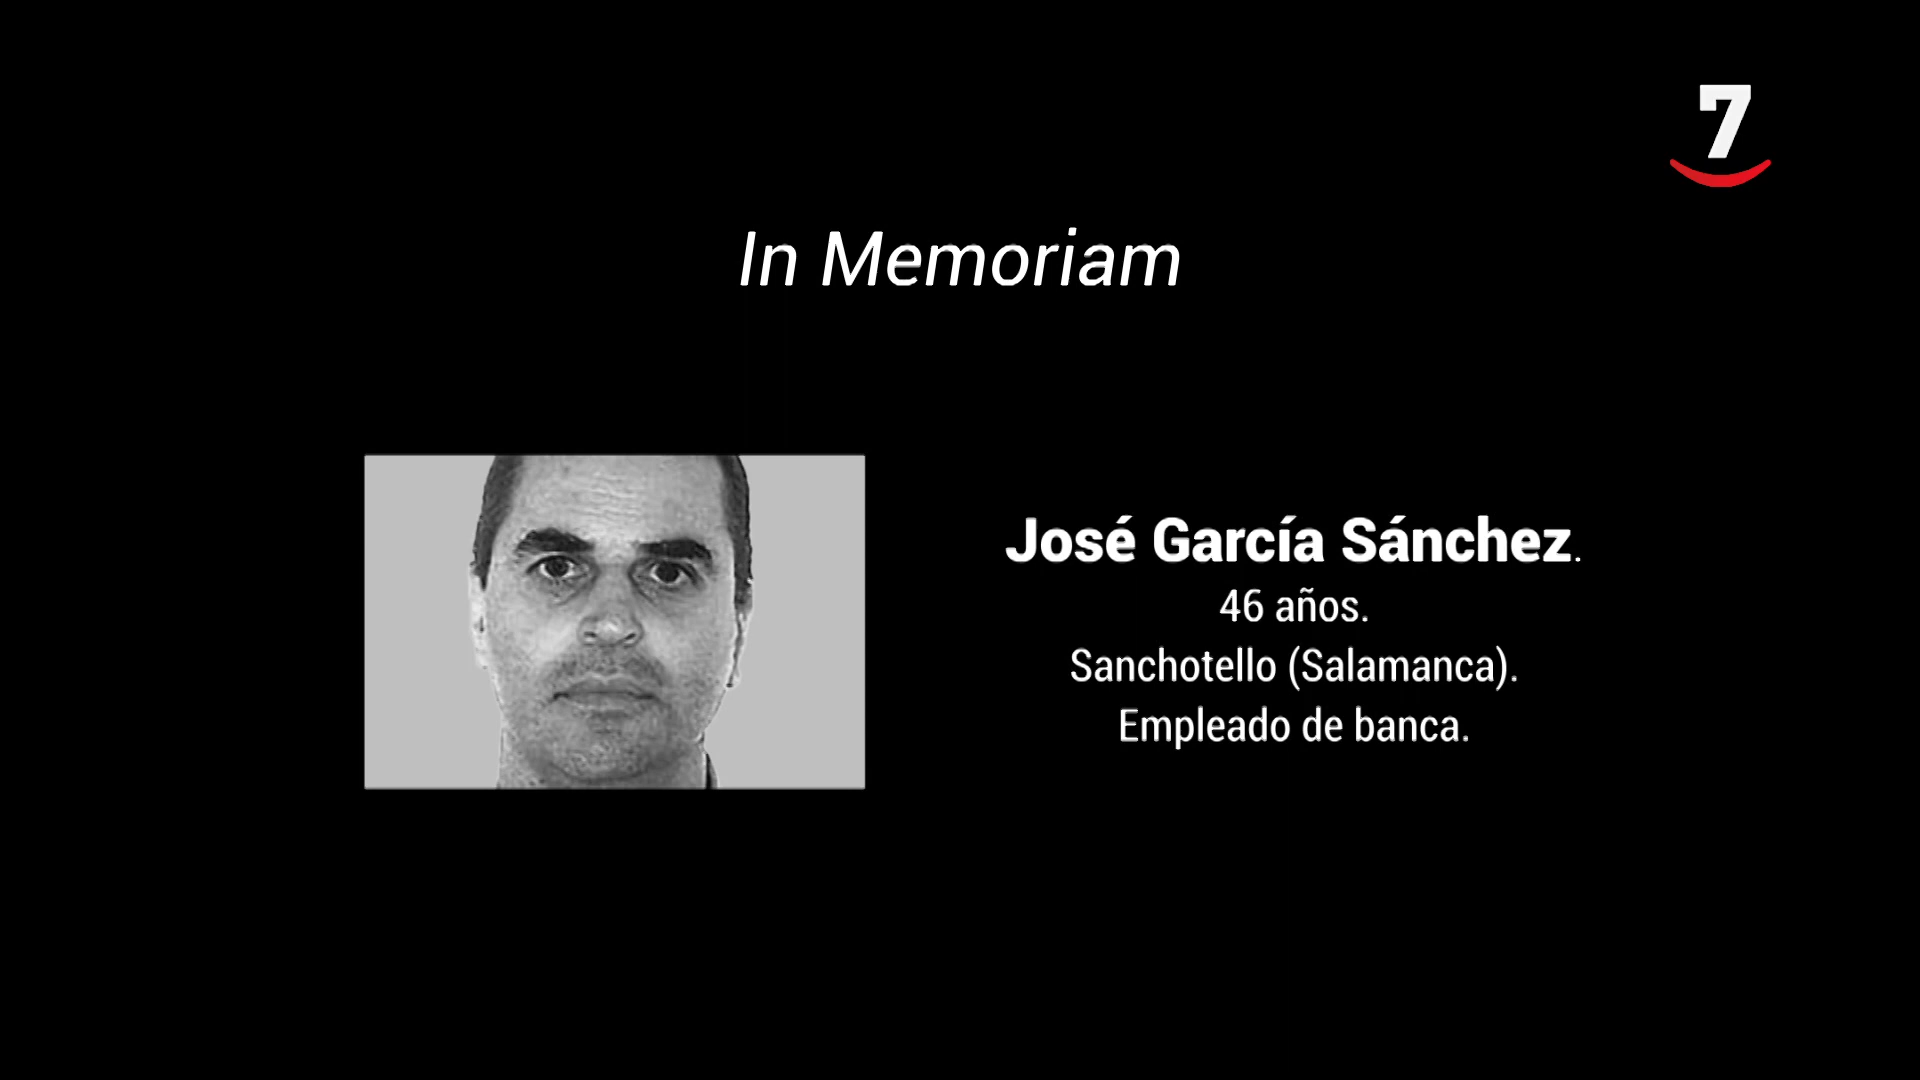 7
In Memoriam
José García Sánchez.
46 años.
Sanchotello (Salamanca).
Empleado de banca.